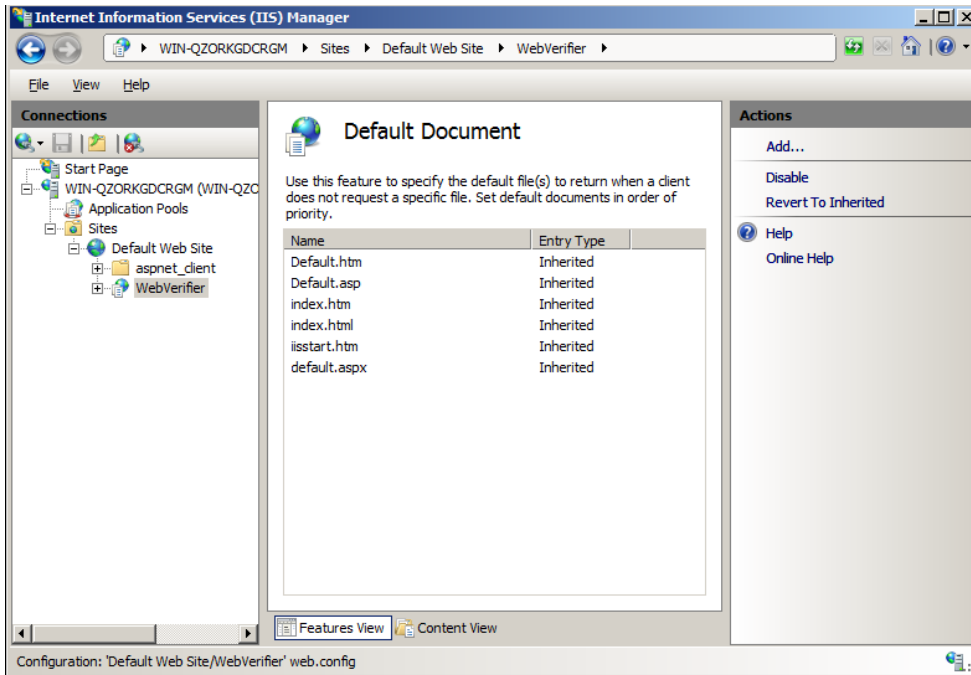 Internet Information Services (IIS) Manager
WIN-QZORKGDCRGM Sites Default Web Site WebVerifier
File View Help
Connections
Start Page
WIN-QZORKGDCRGM (WIN-QZO
Application Pools
Sites
Default Web Site
aspnet_client
WebVerifier
Default Document
Use this feature to specify the default file(s) to return when a client
does not request a specific file. Set default documents in order of
priority.
Name Entry Type
Default.htm Inherited
Default.asp Inherited
index.htm Inherited
index.html Inherited
iisstart.htm Inherited
default.aspx Inherited
Features View Content View
Actions
Add...
Disable
Revert To Inherited
Help
Online Help
Configuration: 'Default Web Site/WebVerifier' web.config